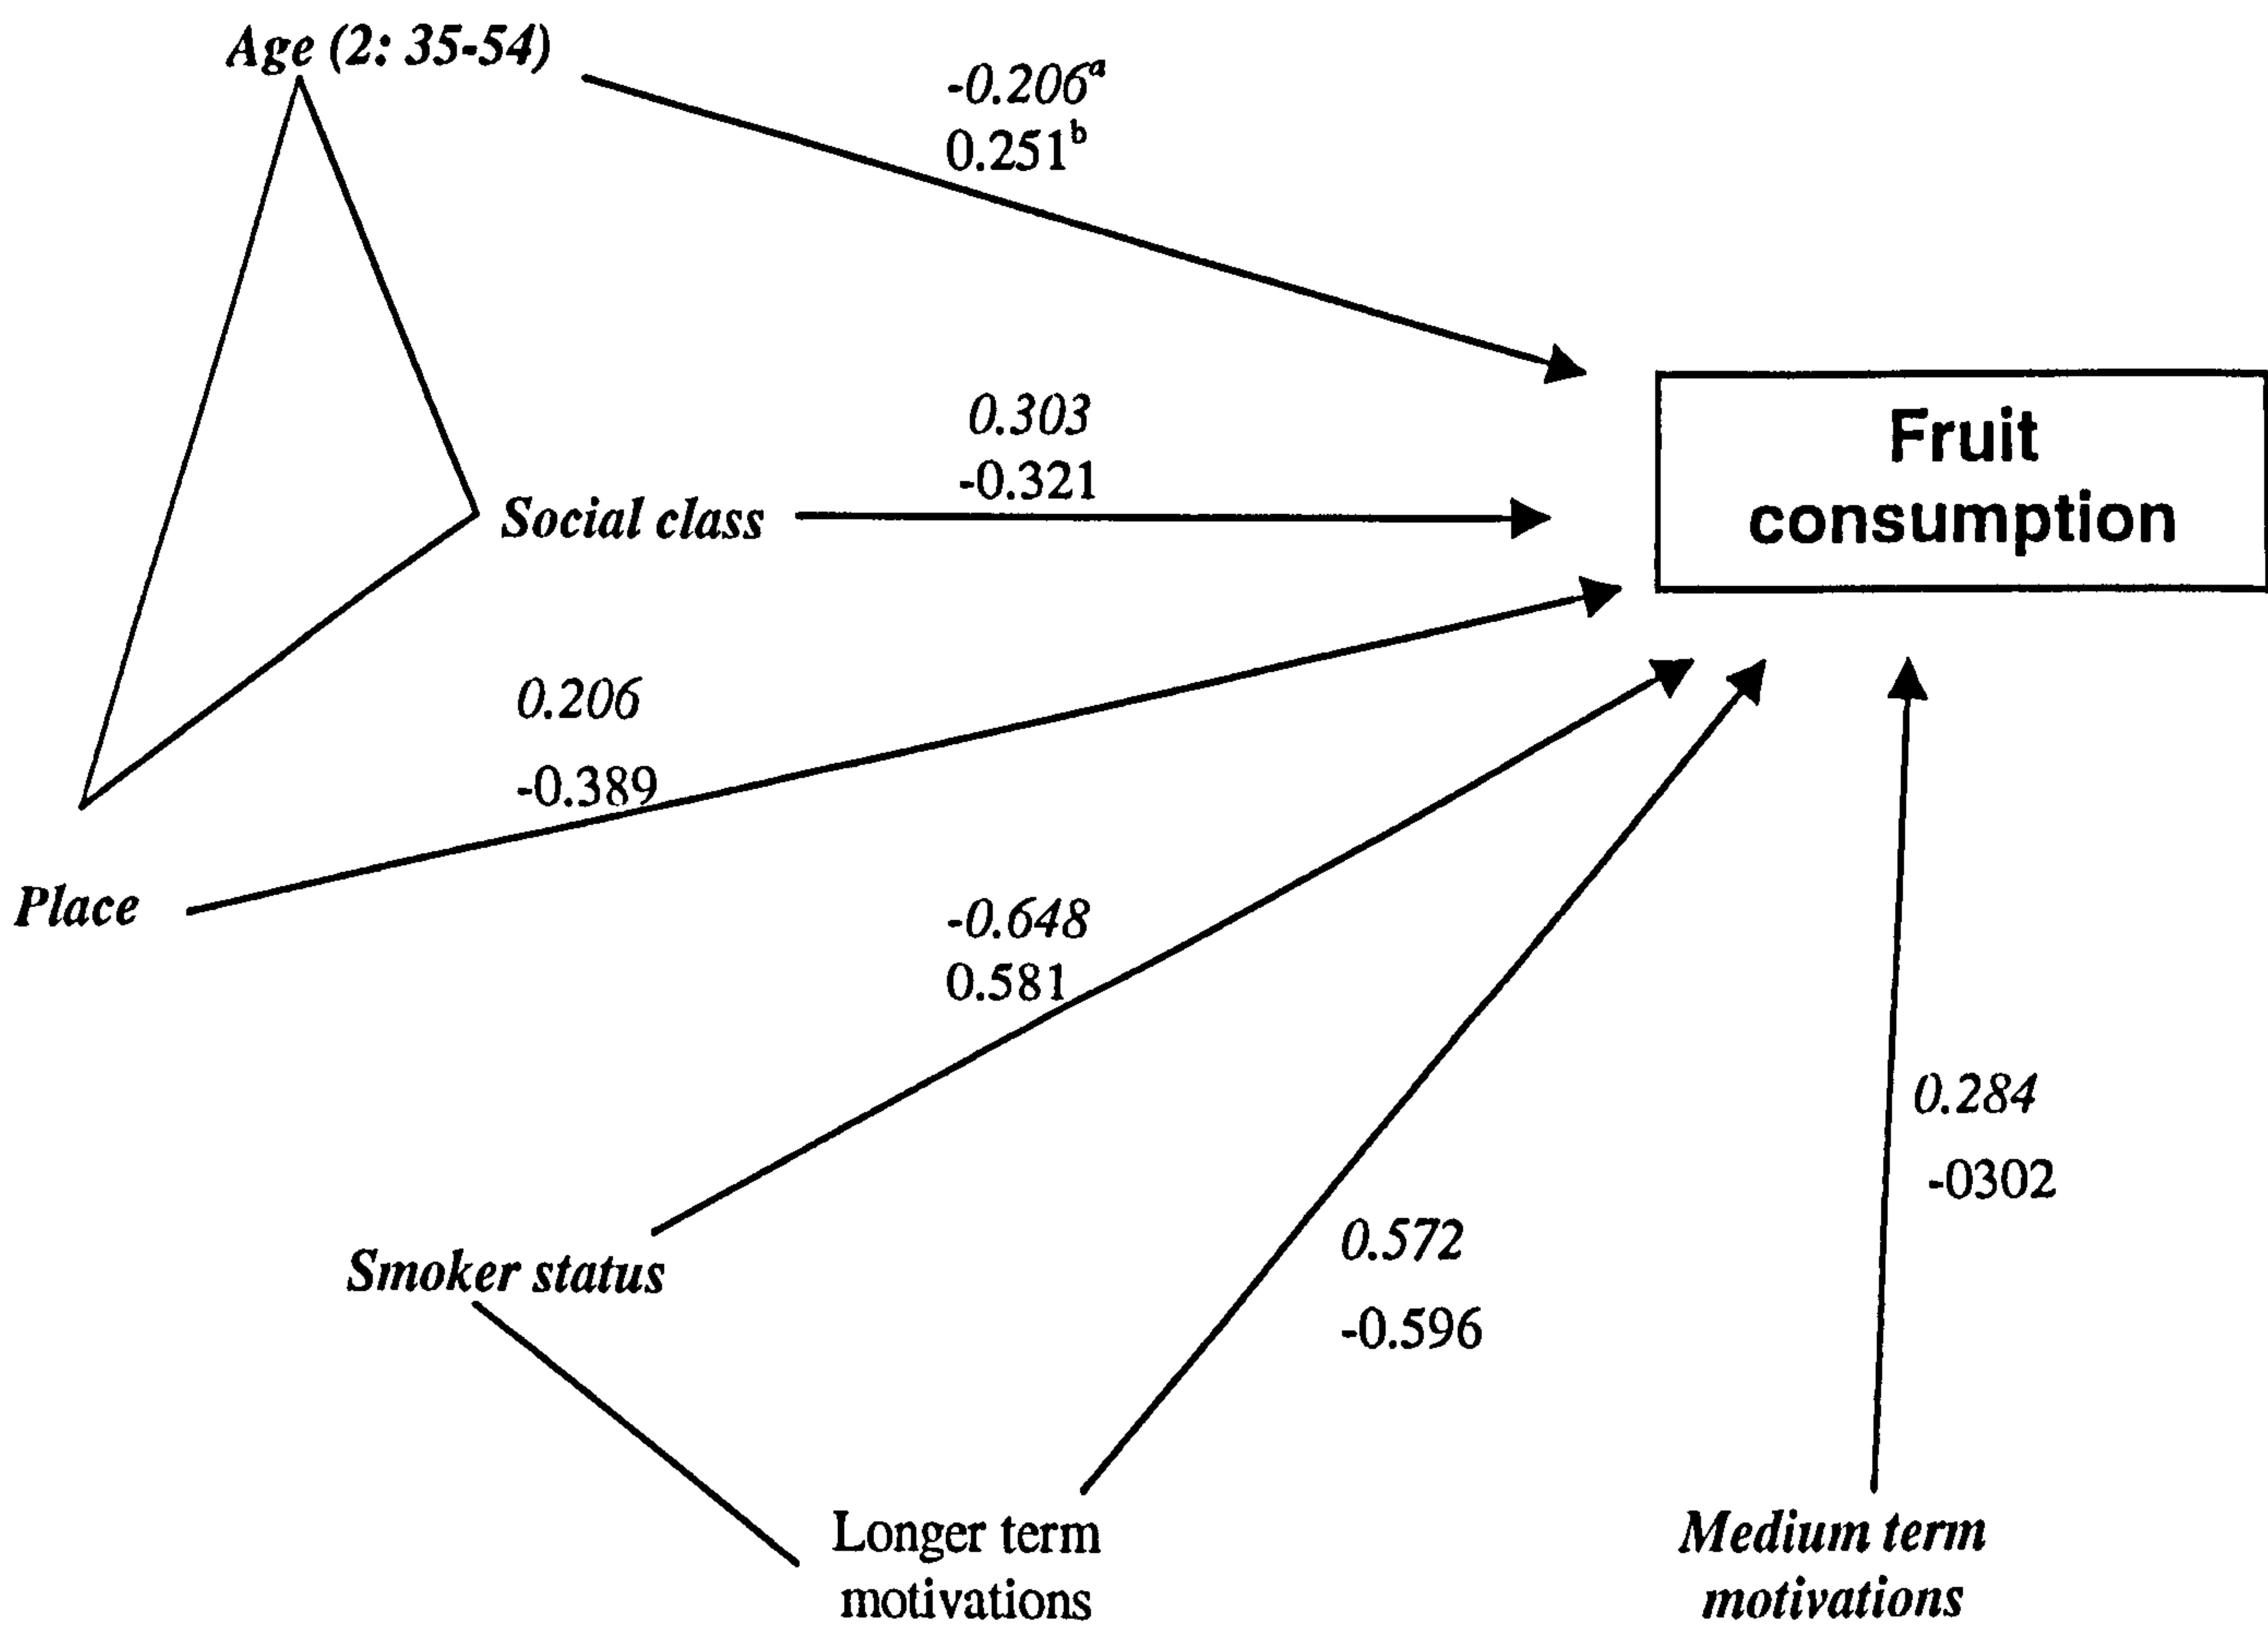 Age (2: 35-54)
-0.206ᵃ
0.251ᵇ
0.303
-0.321
Social class
Fruit
consumption
0.206
-0.389
Place
-0.648
0.581
Smoker status
0.284
-0302
0.572
-0.596
Longer term
motivations
Medium term
motivations